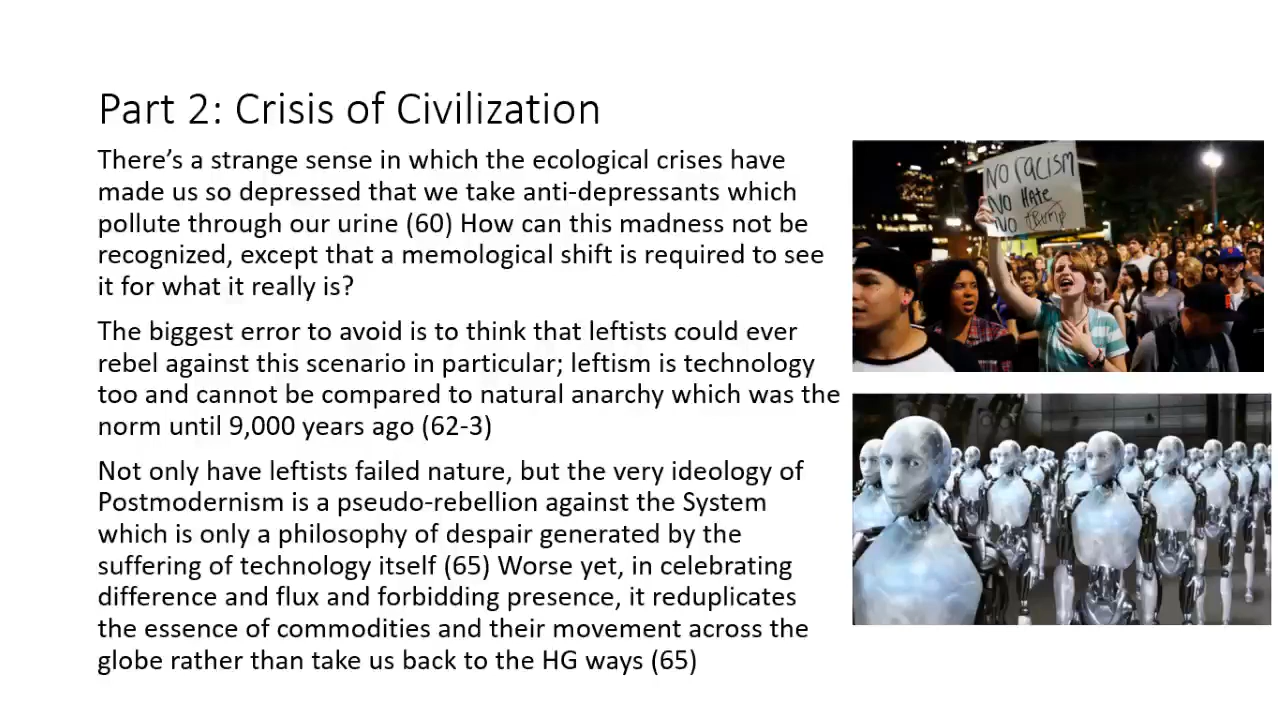 Part 2: Crisis of Civilization
There’s a strange sense in which the ecological crises have
made us so depressed that we take anti-depressants which
pollute through our urine (60) How can this madness not be
recognized, except that a memological shift is required to see
it for what it really is?
The biggest error to avoid is to think that leftists could ever
rebel against this scenario in particular; leftism is technology
too and cannot be compared to natural anarchy which was the
norm until 9,000 years ago (62-3)
Not only have leftists failed nature, but the very ideology of
Postmodernism is a pseudo-rebellion against the System
which is only a philosophy of despair generated by the
suffering of technology itself (65) Worse yet, in celebrating
difference and flux and forbidding presence, it reduplicates
the essence of commodities and their movement across the
globe rather than take us back to the HG ways (65)
NO racism
NO Hate
NO Trump